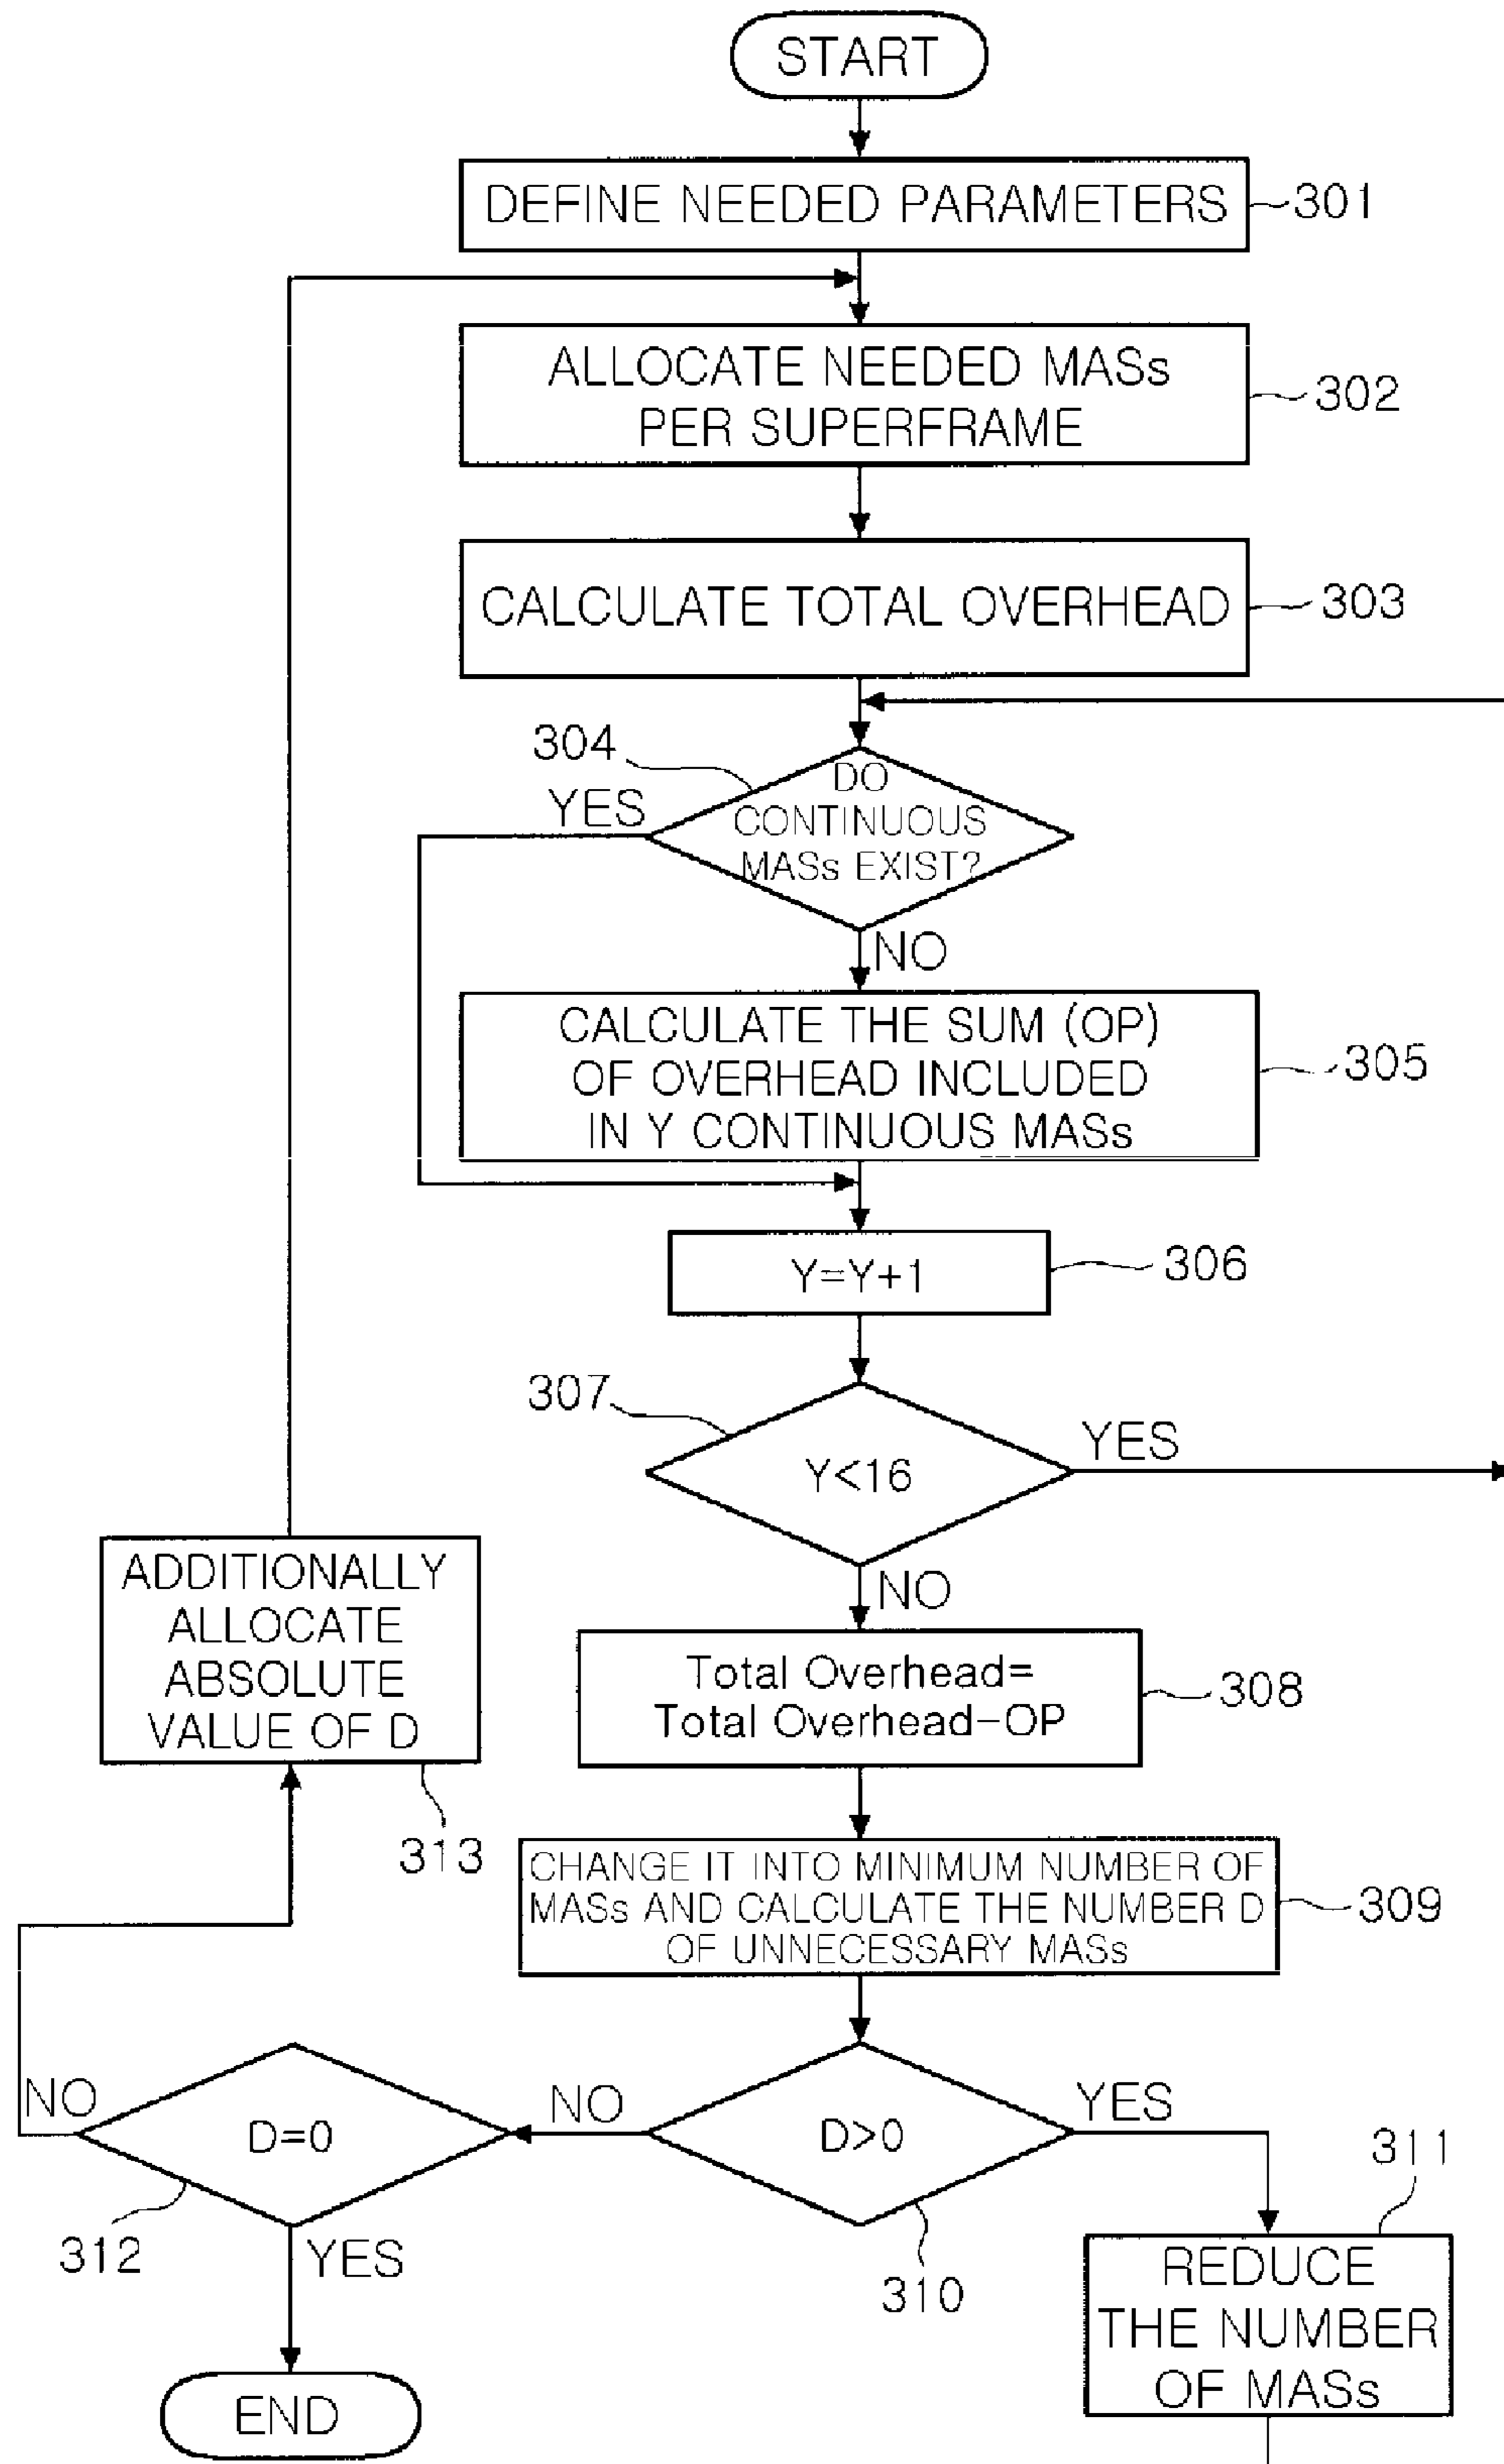 START
DEFINE NEEDED PARAMETERS
301
ALLOCATE NEEDED MASs
PER SUPERFRAME
302
CALCULATE TOTAL OVERHEAD
303
304
YES
DO
CONTINUOUS
MASs EXIST?
NO
CALCULATE THE SUM (OP)
OF OVERHEAD INCLUDED
IN Y CONTINUOUS MASs
305
Y=Y+1
306
307
Y<16
YES
NO
ADDITIONALLY
ALLOCATE
ABSOLUTE
VALUE OF D
313
Total Overhead=
Total Overhead-OP
308
CHANGE IT INTO MINIMUM NUMBER OF
MASs AND CALCULATE THE NUMBER D
OF UNNECESSARY MASs
309
NO
D=0
312
YES
NO
D>0
310
YES
311
REDUCE
THE NUMBER
OF MASs
END